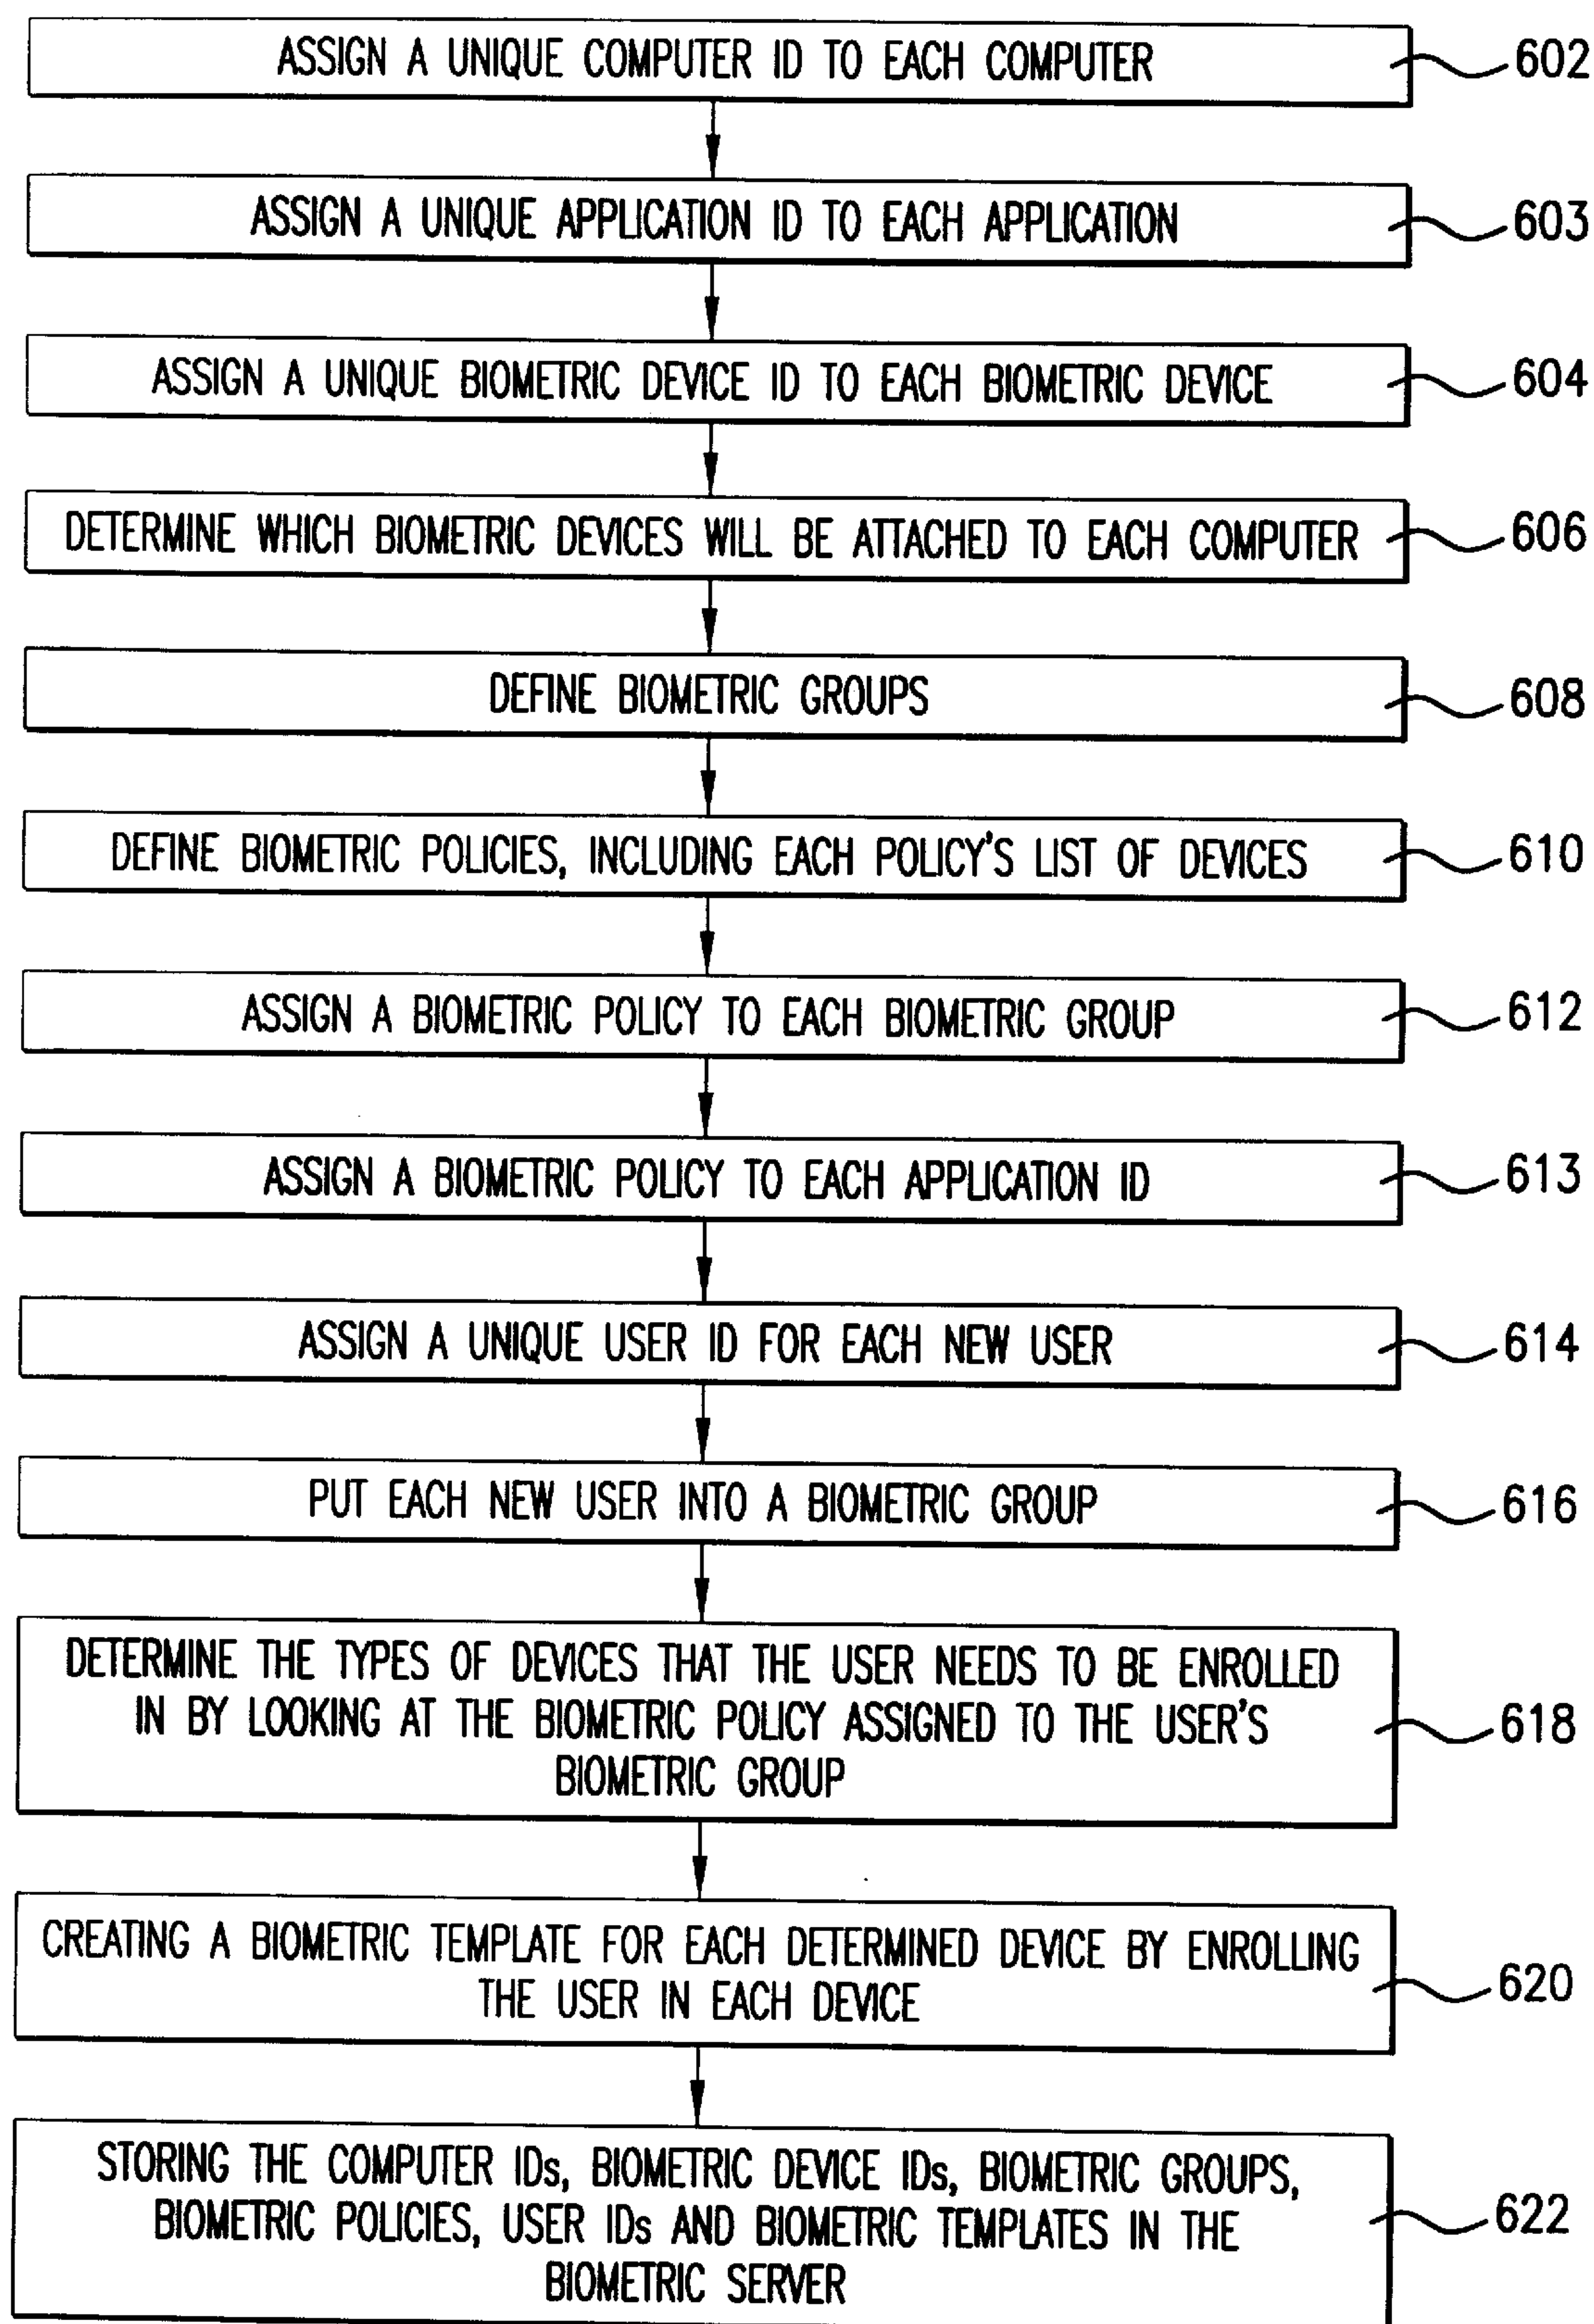 ASSIGN A UNIQUE COMPUTER ID TO EACH COMPUTER
602
ASSIGN A UNIQUE APPLICATION ID TO EACH APPLICATION
603
ASSIGN A UNIQUE BIOMETRIC DEVICE ID TO EACH BIOMETRIC DEVICE
604
DETERMINE WHICH BIOMETRIC DEVICES WILL BE ATTACHED TO EACH COMPUTER
606
DEFINE BIOMETRIC GROUPS
608
DEFINE BIOMETRIC POLICIES, INCLUDING EACH POLICY'S LIST OF DEVICES
610
ASSIGN A BIOMETRIC POLICY TO EACH BIOMETRIC GROUP
612
ASSIGN A BIOMETRIC POLICY TO EACH APPLICATION ID
613
ASSIGN A UNIQUE USER ID FOR EACH NEW USER
614
PUT EACH NEW USER INTO A BIOMETRIC GROUP
616
DETERMINE THE TYPES OF DEVICES THAT THE USER NEEDS TO BE ENROLLED
IN BY LOOKING AT THE BIOMETRIC POLICY ASSIGNED TO THE USER'S
BIOMETRIC GROUP
618
CREATING A BIOMETRIC TEMPLATE FOR EACH DETERMINED DEVICE BY ENROLLING
THE USER IN EACH DEVICE
620
STORING THE COMPUTER IDs, BIOMETRIC DEVICE IDs, BIOMETRIC GROUPS,
BIOMETRIC POLICIES, USER IDs AND BIOMETRIC TEMPLATES IN THE
BIOMETRIC SERVER
622